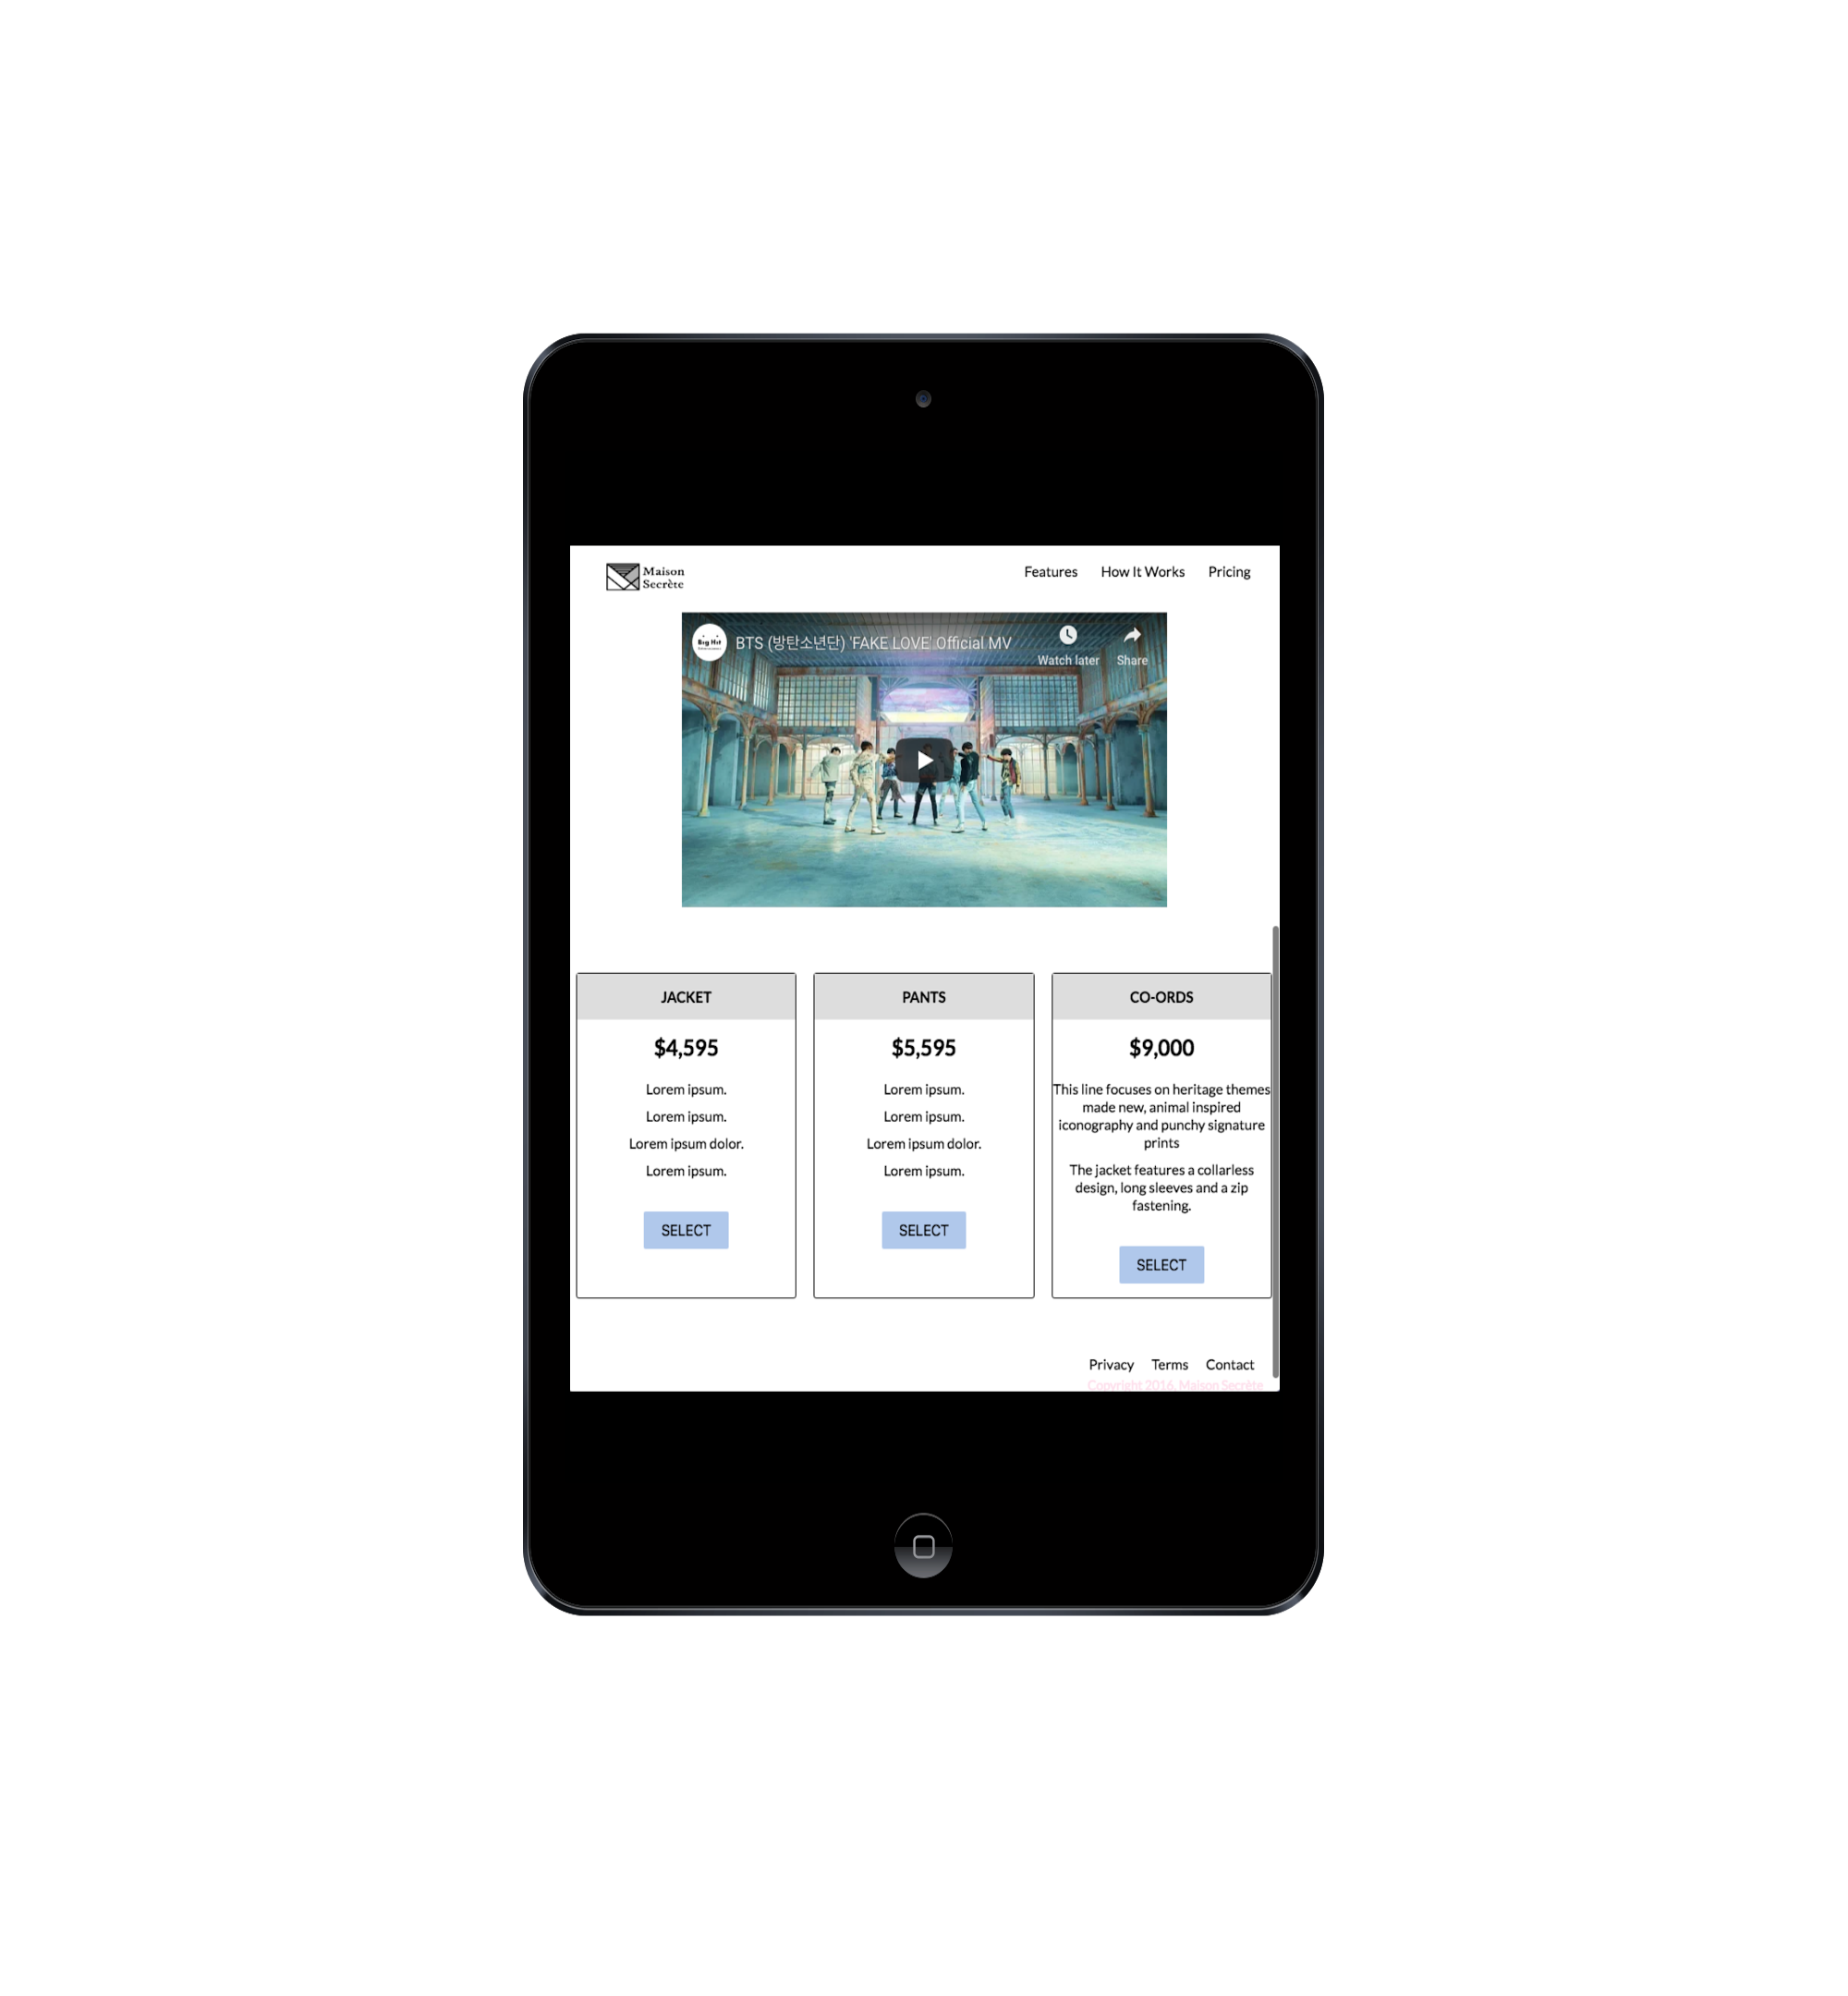 Maison
Secrète
Features How It Works Pricing
Big Hit
BTS (방탄소년단) 'FAKE LOVE' Official MV
Watch later Share
JACKET
$4,595
Lorem ipsum.
Lorem ipsum.
Lorem ipsum dolor.
Lorem ipsum.
SELECT
PANTS
$5,595
Lorem ipsum.
Lorem ipsum.
Lorem ipsum dolor.
Lorem ipsum.
SELECT
CO-ORDS
$9,000
This line focuses on heritage themes
made new, animal inspired
iconography and punchy signature
prints
The jacket features a collarless
design, long sleeves and a zip
fastening.
SELECT
Privacy Terms Contact
Copyright 2016, Maison Secrète